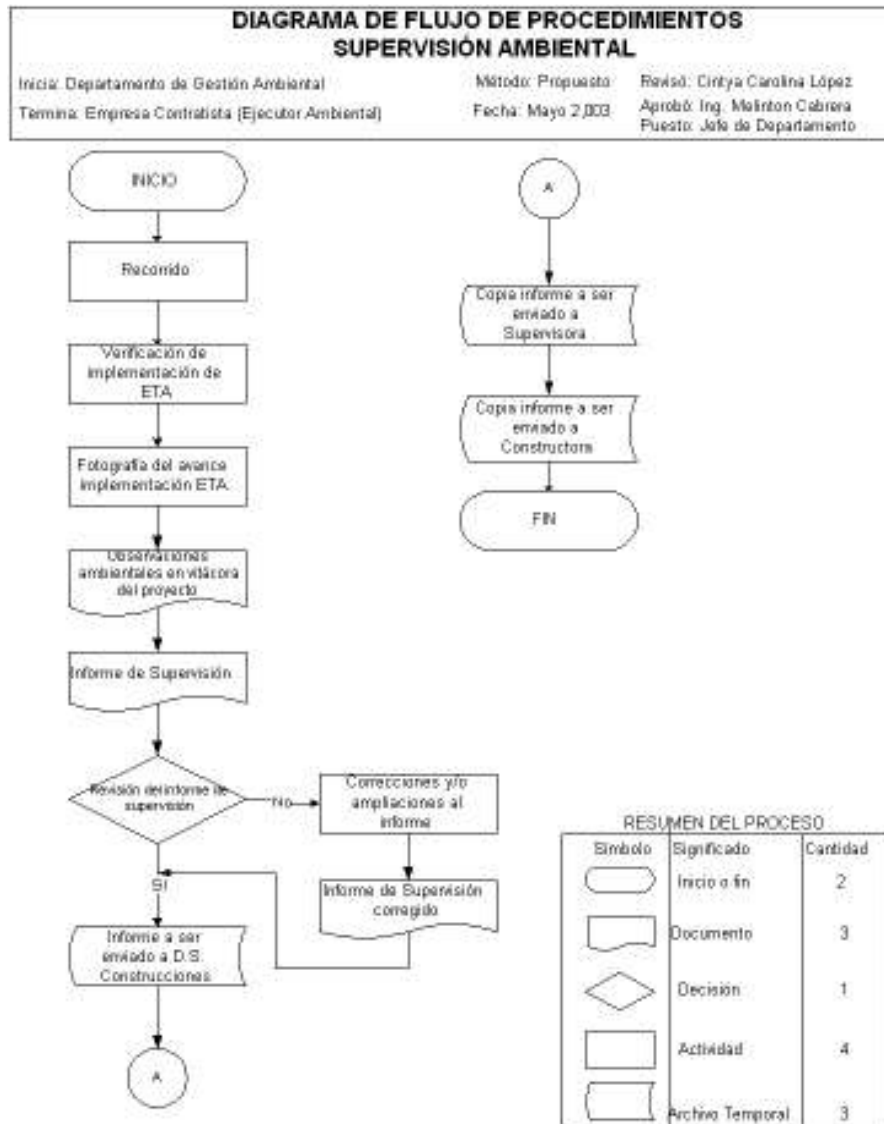 DIAGRAMA DE FLUJO DE PROCEDIMIENTOS
SUPERVISIÓN AMBIENTAL
Inicia: Departamento de Gestión Ambiental
Método: Propuesto
Revisó: Cintya Carolina López
Termina: Empresa Contratista (Ejecutor Ambiental)
Fecha: Mayo 2,003
Aprobó: Ing. Melinton Cabrera
Puesto: Jefe de Departamento
INICIO
Recorrido
Verificación de
implementación de
ETA
Fotografía del avance
implementación ETA.
Observaciones
ambientales en vitácora
del proyecto
Informe de Supervisión
Revisión del informe de
supervisión
No
Correcciones y/o
ampliaciones al
informe
Informe de Supervisión
corregido
SI
Informe a ser
enviado a D.S.
Construcciones
A
A
Copia informe a ser
enviado a
Supervisora
Copia informe a ser
enviado a
Constructora
FIN
RESUMEN DEL PROCESO
Símbolo Significado Cantidad
Inicio o fin 2
Documento 3
Decisión 1
Actividad 4
Archivo Temporal 3